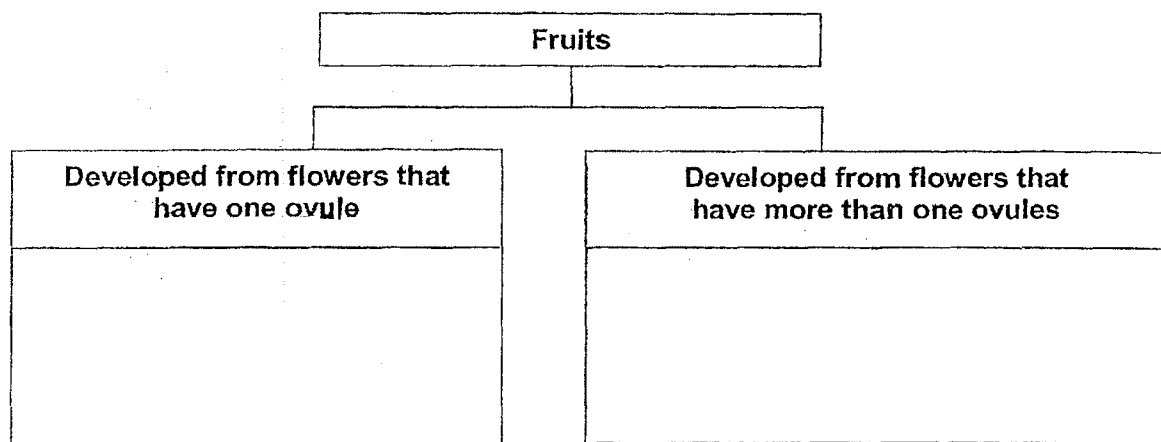 Fruits
Developed from flowers that
have one ovule
Developed from flowers that
have more than one ovules